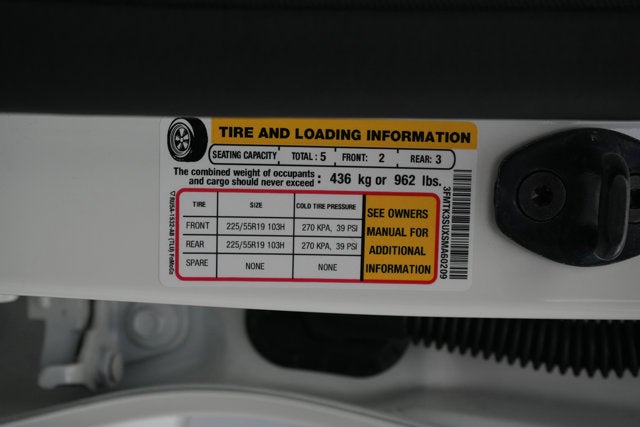 TIRE AND LOADING INFORMATION
SEATING CAPACITY TOTAL: 5 FRONT: 2 REAR: 3
The combined weight of occupants and cargo should never exceed: 436 kg or 962 lbs.
TIRE SIZE COLD TIRE PRESSURE
FRONT 225/55R19 103H 270 KPA, 39 PSI
REAR 225/55R19 103H 270 KPA, 39 PSI
SPARE NONE NONE
SEE OWNERS
MANUAL FOR
ADDITIONAL
INFORMATION
3FMTK3SUXSMA60209